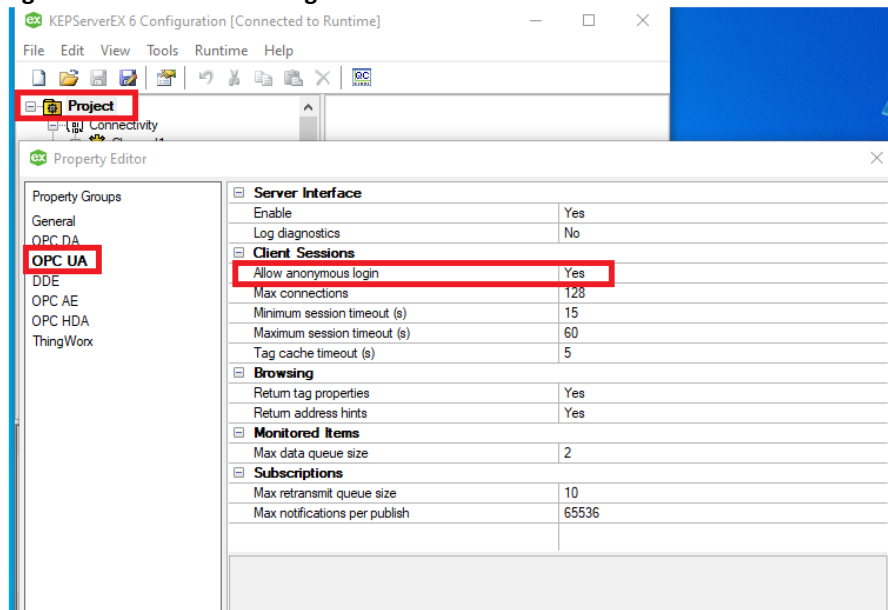 KEPServerEX 6 Configuration [Connected to Runtime]
File Edit View Tools Runtime Help
Project
Connectivity
Property Editor
Property Groups
General
OPC DA
OPC UA
DDE
OPC AE
OPC HDA
ThingWorx
Server Interface
Enable Yes
Log diagnostics No
Client Sessions
Allow anonymous login Yes
Max connections 128
Minimum session timeout (s) 15
Maximum session timeout (s) 60
Tag cache timeout (s) 5
Browsing
Return tag properties Yes
Return address hints Yes
Monitored Items
Max data queue size 2
Subscriptions
Max retransmit queue size 10
Max notifications per publish 65536